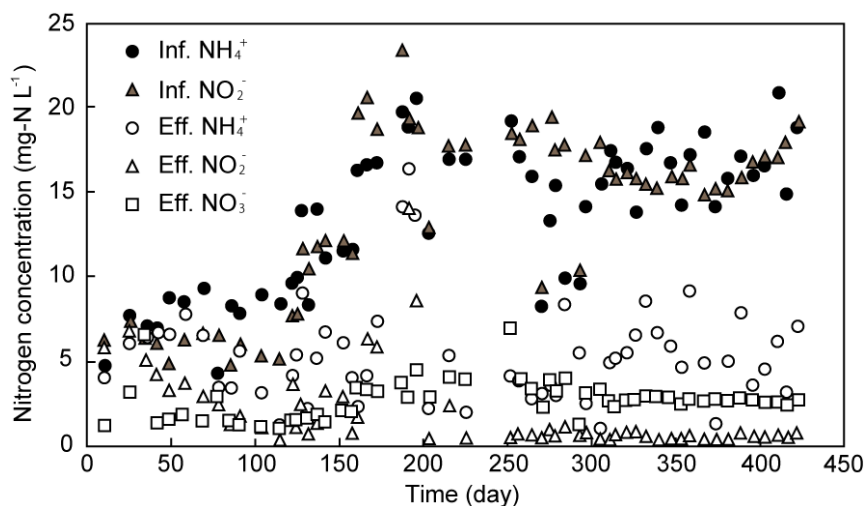 Nitrogen concentration (mg-N L⁻¹)
25
20
15
10
5
0
Inf. NH₄⁺
Inf. NO₂⁻
Eff. NH₄⁺
Eff. NO₂⁻
Eff. NO₃⁻
0 50 100 150 200 250 300 350 400 450
Time (day)